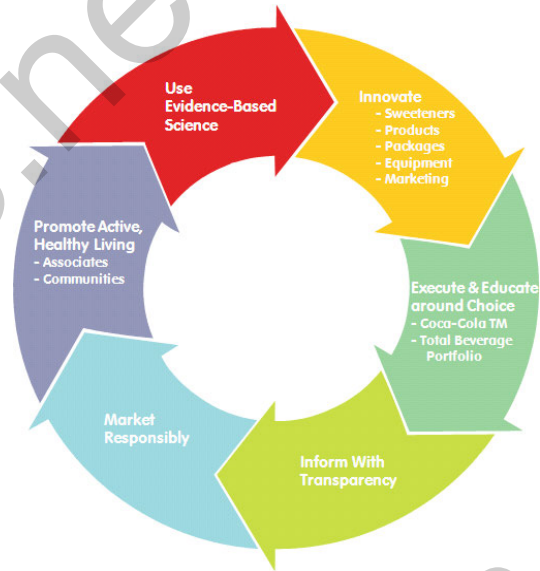 Use
Evidence-Based
Science
Innovate
- Sweeteners
- Products
- Packages
- Equipment
- Marketing
Execute & Educate
around Choice
- Coca-Cola TM
- Total Beverage
Portfolio
Inform With
Transparency
Market
Responsibly
Promote Active,
Healthy Living
- Associates
- Communities